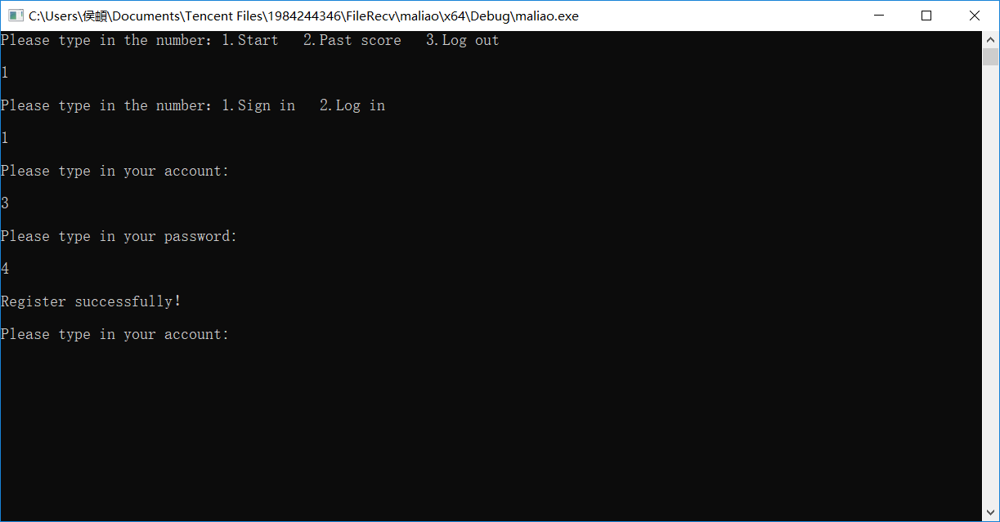 C:\Users\侯頔\Documents\Tencent Files\1984244346\FileRecv\maliao\x64\Debug\maliao.exe
Please type in the number: 1.Start   2.Past score   3.Log out
1
Please type in the number: 1.Sign in   2.Log in
1
Please type in your account:
3
Please type in your password:
4
Register successfully!
Please type in your account: